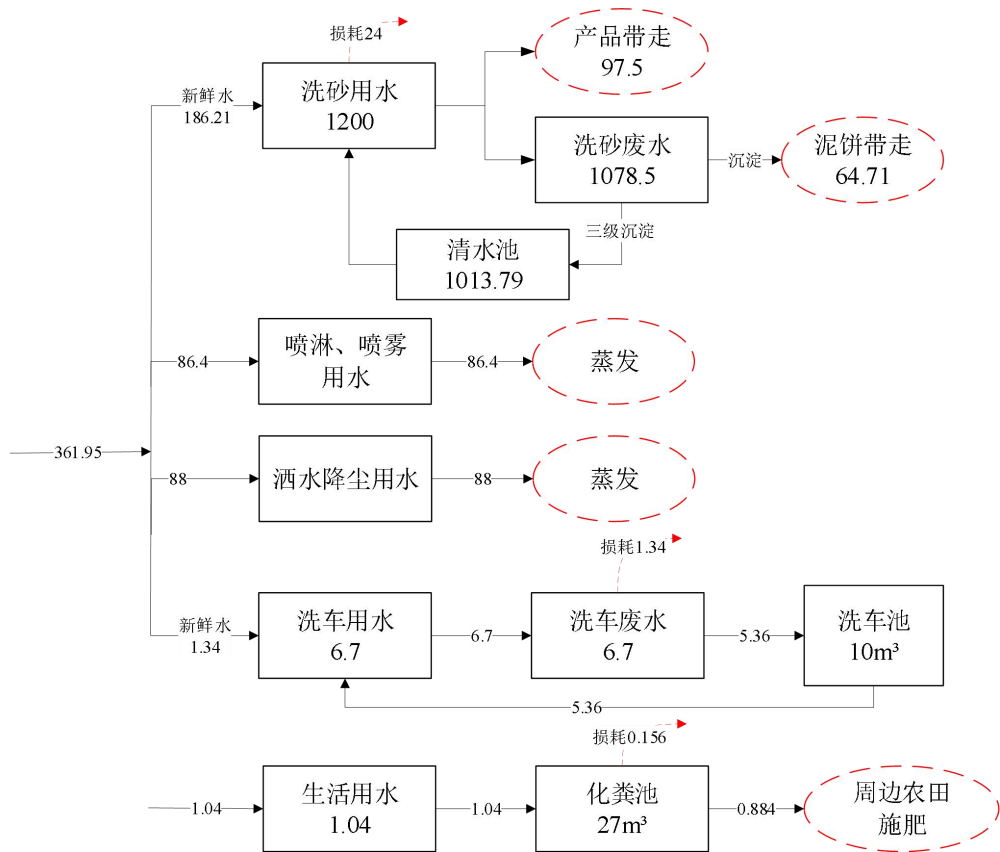 损耗24
产品带走
97.5
新鲜水
186.21
洗砂用水
1200
洗砂废水
1078.5
沉淀
泥饼带走
64.71
三级沉淀
清水池
1013.79
86.4
喷淋、喷雾
用水
86.4
蒸发
361.95
88
洒水降尘用水
88
蒸发
损耗1.34
新鲜水
1.34
洗车用水
6.7
6.7
洗车废水
6.7
5.36
洗车池
10m³
5.36
损耗0.156
1.04
生活用水
1.04
1.04
化粪池
27m³
0.884
周边农田
施肥